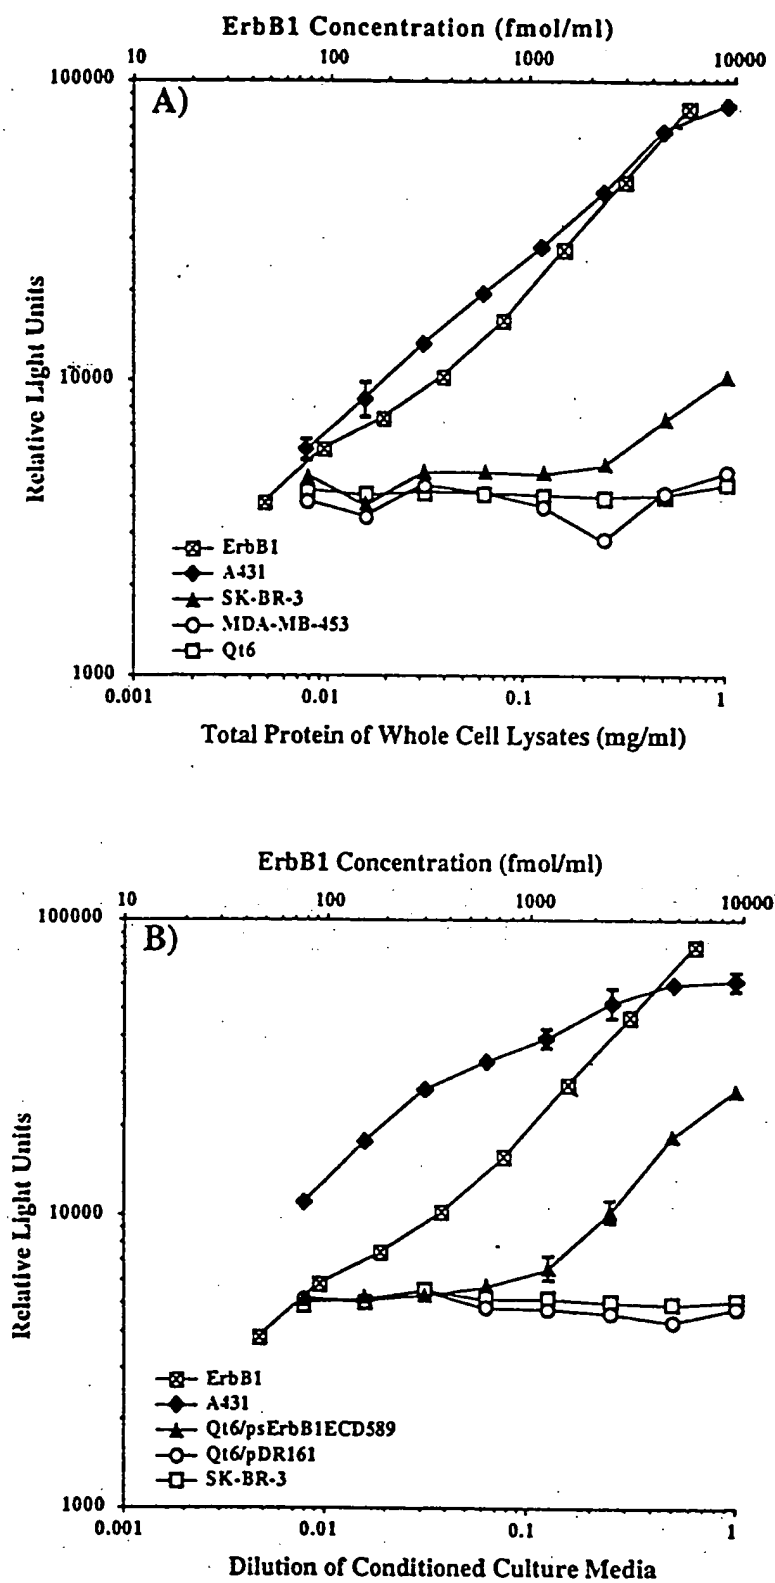 ErbB1 Concentration (fmol/ml)
10 100 1000 10000
100000
A)
10000
1000
Relative Light Units
ErbB1
A431
SK-BR-3
MDA-MB-453
Qt6
0.001 0.01 0.1 1
Total Protein of Whole Cell Lysates (mg/ml)
ErbB1 Concentration (fmol/ml)
10 100 1000 10000
100000
B)
10000
1000
Relative Light Units
ErbB1
A431
Qt6/psErbB1ECD589
Qt6/pDR161
SK-BR-3
0.001 0.01 0.1 1
Dilution of Conditioned Culture Media